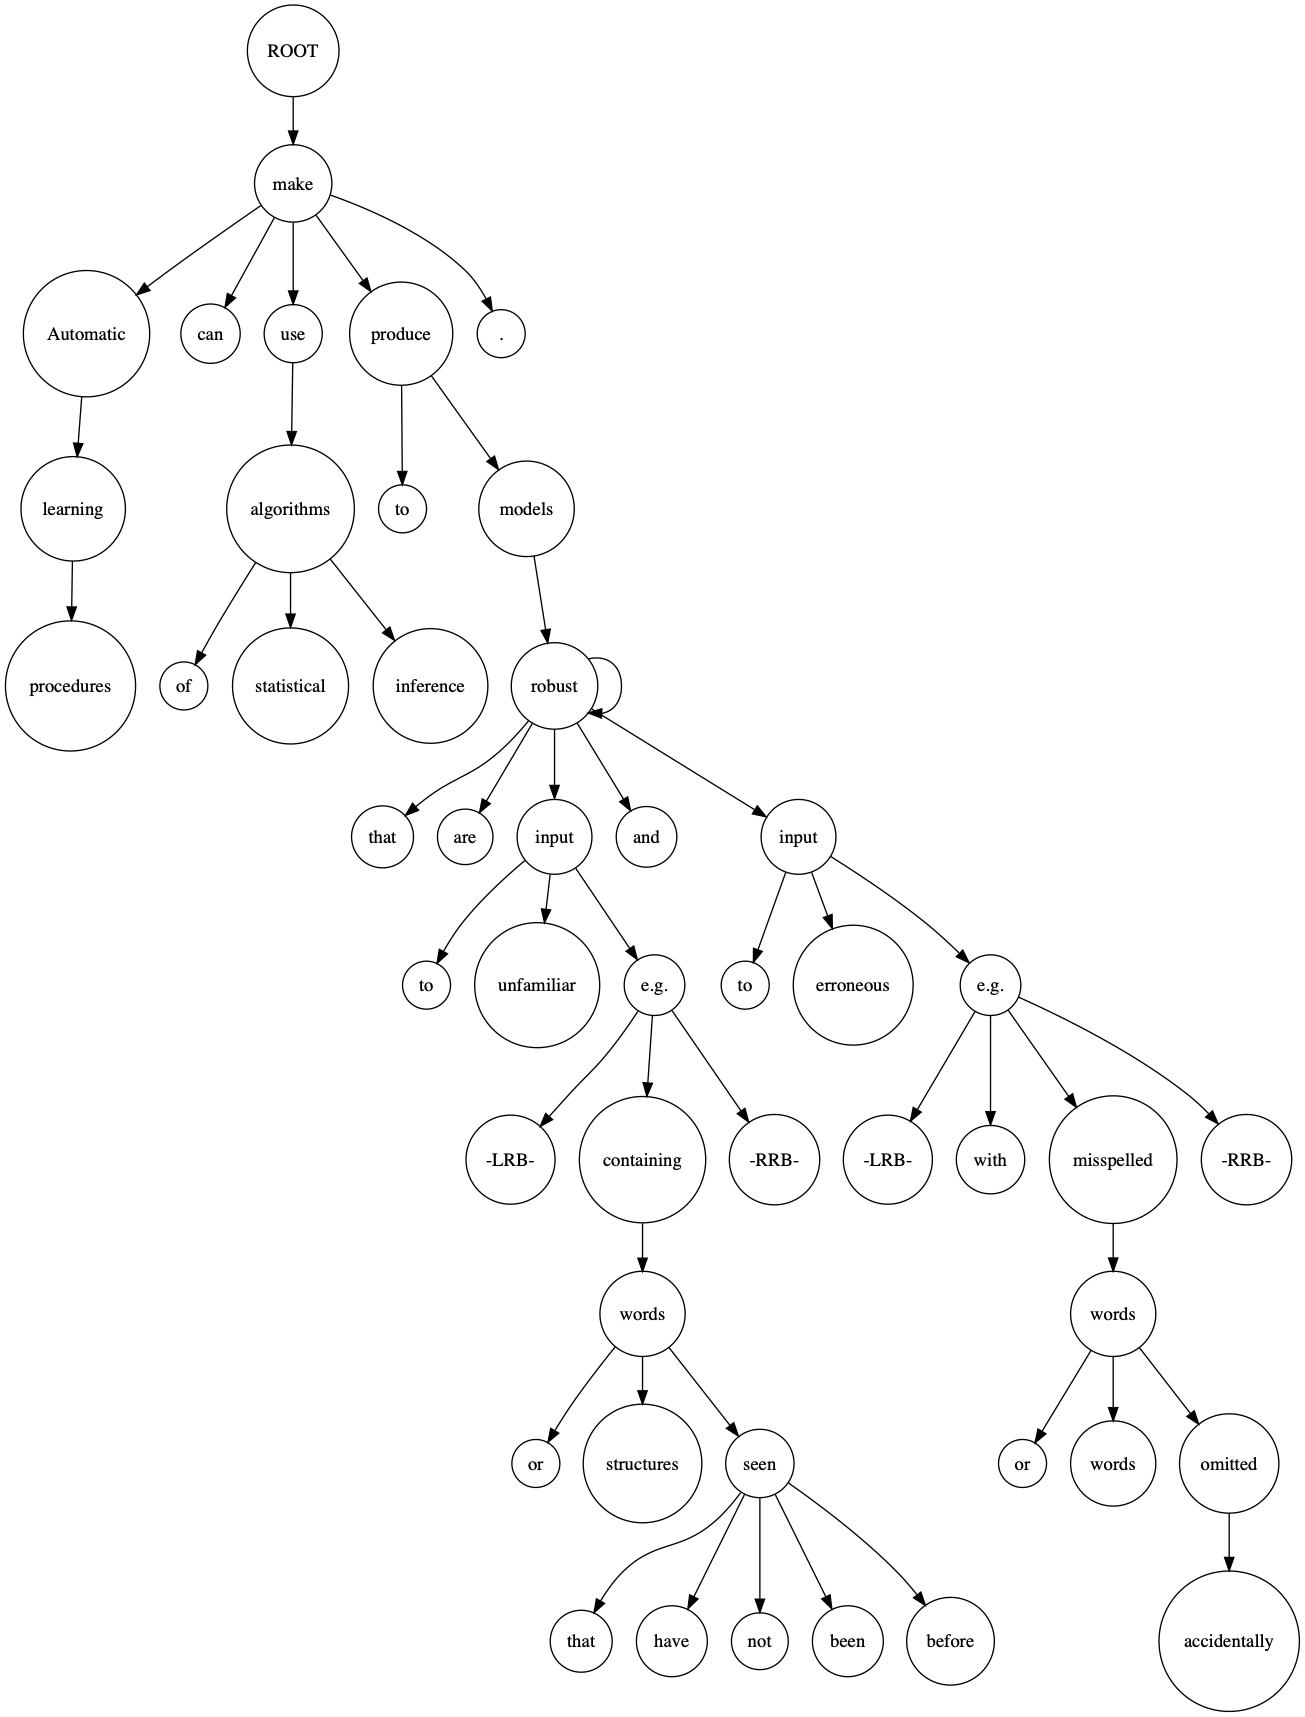 ROOT
make
Automatic can use produce .
learning algorithms to models
procedures of statistical inference robust
that are input and input
to unfamiliar e.g. to erroneous e.g.
-LRB- containing -RRB- -LRB- with misspelled -RRB-
words words
or structures seen or words omitted
that have not been before accidentally